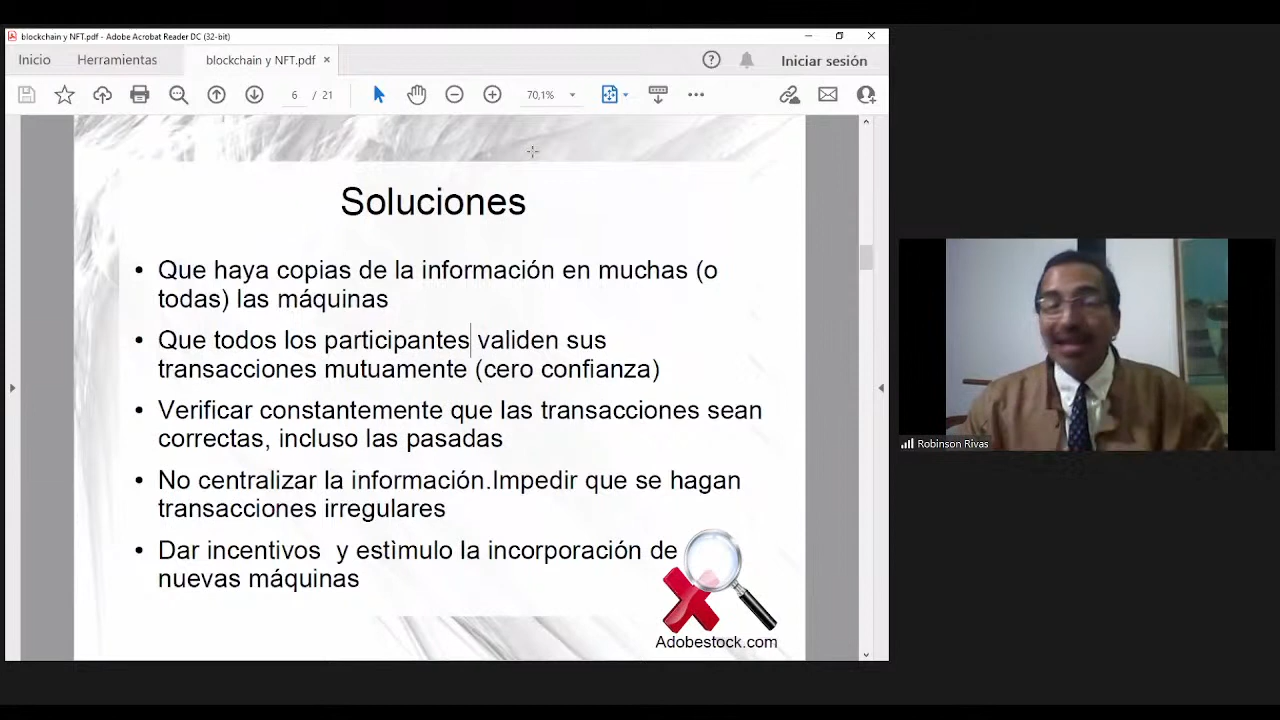 blockchain y NFT.pdf - Adobe Acrobat Reader DC (32-bit)
Inicio Herramientas blockchain y NFT.pdf × Iniciar sesión
6 / 21 70,1%
Soluciones
• Que haya copias de la información en muchas (o
todas) las máquinas
• Que todos los participantes validen sus
transacciones mutuamente (cero confianza)
• Verificar constantemente que las transacciones sean
correctas, incluso las pasadas
• No centralizar la información.Impedir que se hagan
transacciones irregulares
• Dar incentivos y estìmulo la incorporación de
nuevas máquinas
Adobestock.com
Robinson Rivas